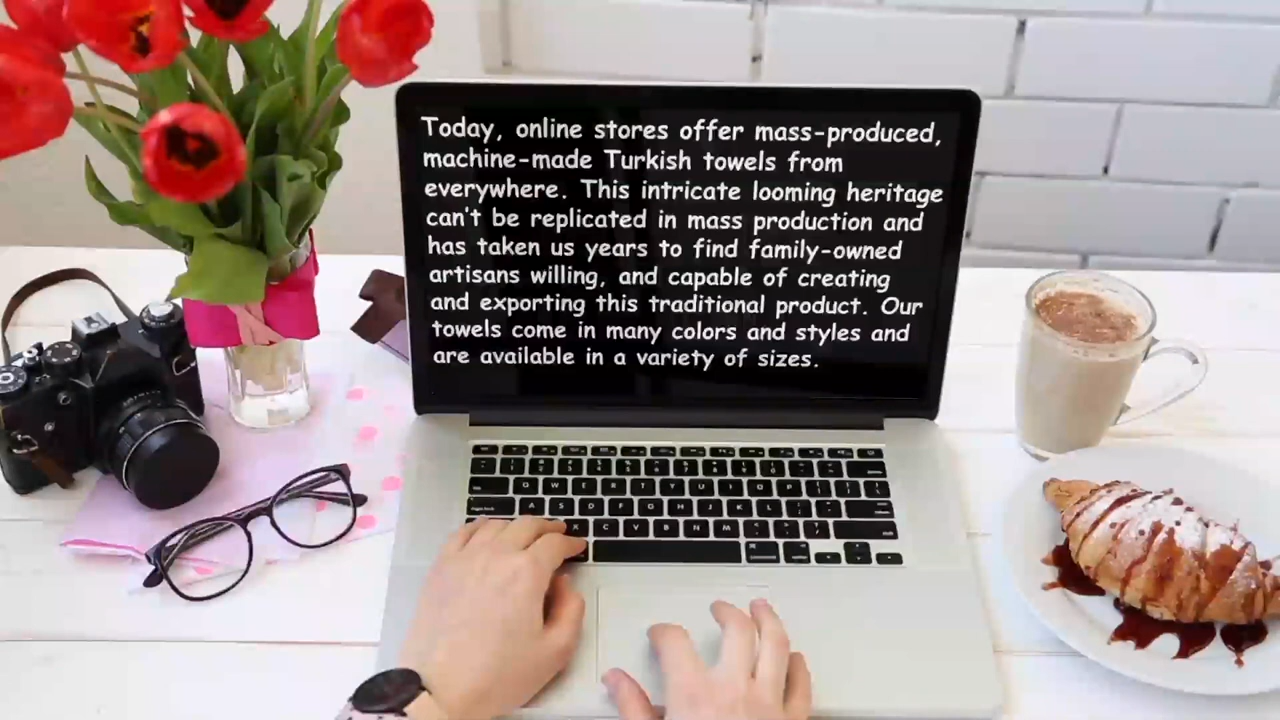 Today, online stores offer mass-produced,
machine-made Turkish towels from
everywhere. This intricate looming heritage
can't be replicated in mass production and
has taken us years to find family-owned
artisans willing, and capable of creating
and exporting this traditional product. Our
towels come in many colors and styles and
are available in a variety of sizes.